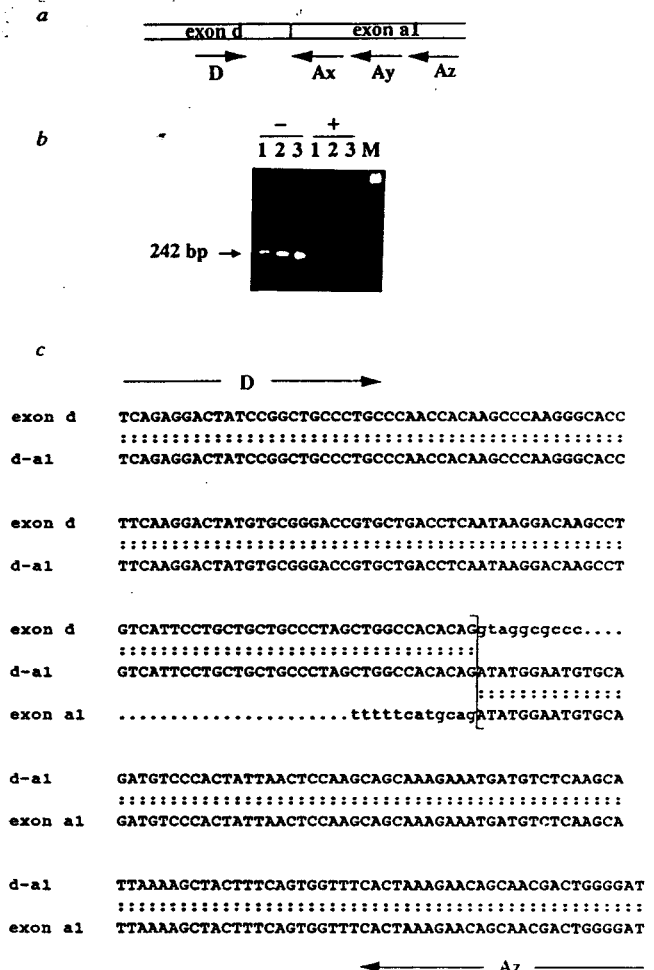 a
exon d exon a1
D Ax Ay Az
b
− +
1 2 3 1 2 3 M
242 bp
c
D
exon d TCAGAGGACTATCCGGCTGCCCTGCCCAACCACAAGCCCAAGGGCACC
::::::::::::::::::::::::::::::::::::::::::::::::
d-a1 TCAGAGGACTATCCGGCTGCCCTGCCCAACCACAAGCCCAAGGGCACC
exon d TTCAAGGACTATGTGCGGGACCGTGCTGACCTCAATAAGGACAAGCCT
::::::::::::::::::::::::::::::::::::::::::::::::
d-a1 TTCAAGGACTATGTGCGGGACCGTGCTGACCTCAATAAGGACAAGCCT
exon d GTCATTCCTGCTGCTGCCCTAGCTGGCCACACAGgtaggcgccc....
::::::::::::::::::::::::::::::::::
d-a1 GTCATTCCTGCTGCTGCCCTAGCTGGCCACACAGATATGGAATGTGCA
::::::::::::::
exon a1 ......................tttttcatgcagATATGGAATGTGCA
d-a1 GATGTCCCACTATTAACTCCAAGCAGCAAAGAAATGATGTCTCAAGCA
::::::::::::::::::::::::::::::::::::::::::::::::
exon a1 GATGTCCCACTATTAACTCCAAGCAGCAAAGAAATGATGTCTCAAGCA
d-a1 TTAAAAGCTACTTTCAGTGGTTTCACTAAAGAACAGCAACGACTGGGGAT
::::::::::::::::::::::::::::::::::::::::::::::::::
exon a1 TTAAAAGCTACTTTCAGTGGTTTCACTAAAGAACAGCAACGACTGGGGAT
Az